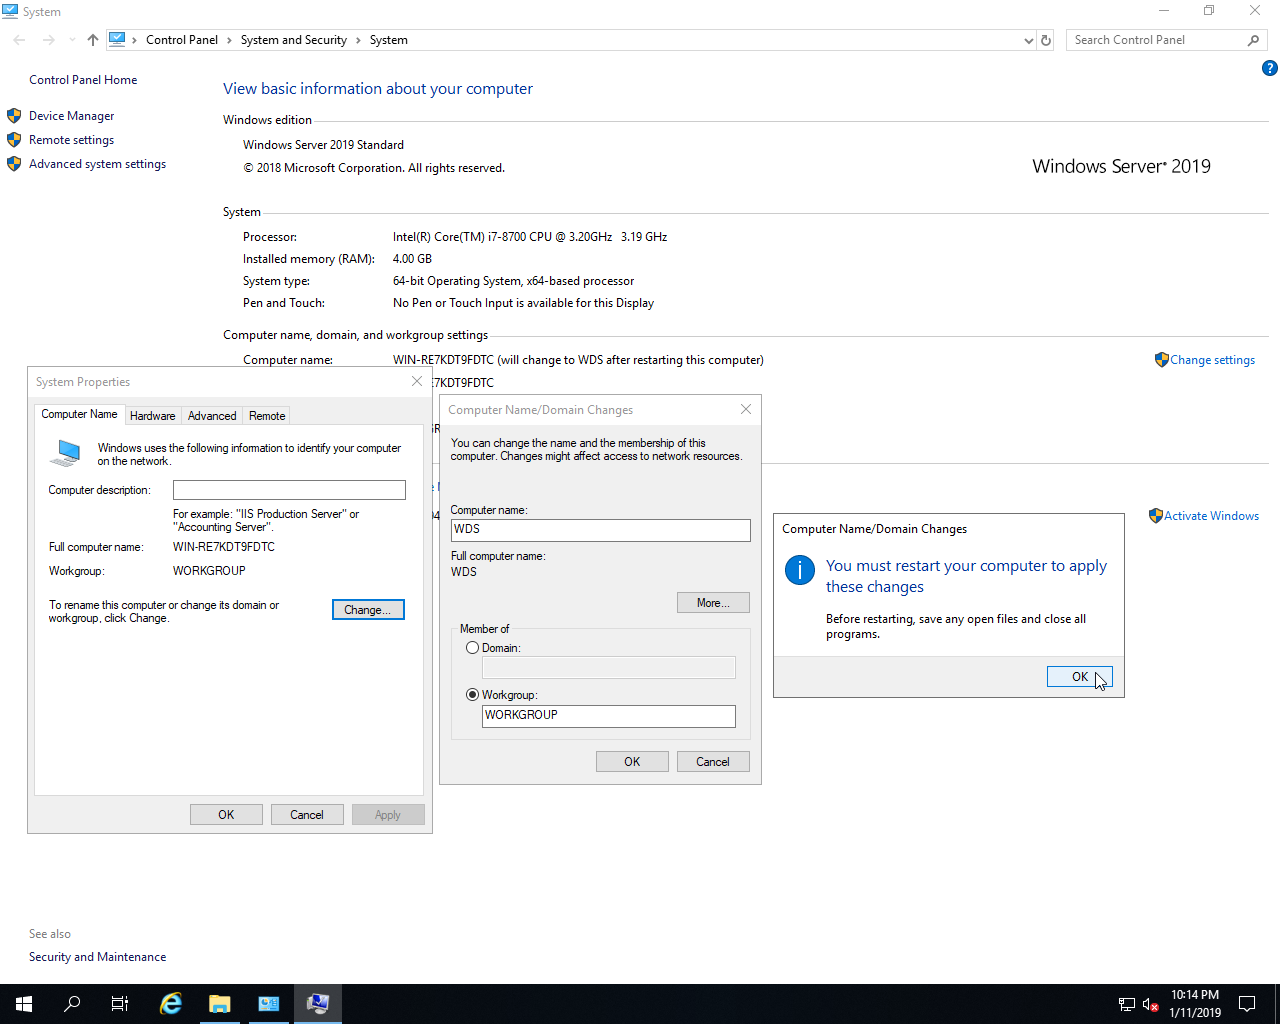 System
Control Panel › System and Security › System
Search Control Panel
Control Panel Home
Device Manager
Remote settings
Advanced system settings
View basic information about your computer
Windows edition
Windows Server 2019 Standard
© 2018 Microsoft Corporation. All rights reserved.
Windows Server® 2019
System
Processor: Intel(R) Core(TM) i7-8700 CPU @ 3.20GHz 3.19 GHz
Installed memory (RAM): 4.00 GB
System type: 64-bit Operating System, x64-based processor
Pen and Touch: No Pen or Touch Input is available for this Display
Computer name, domain, and workgroup settings
Computer name: WIN-RE7KDT9FDTC (will change to WDS after restarting this computer)
Change settings
E7KDT9FDTC
Activate Windows
System Properties
Computer Name Hardware Advanced Remote
Windows uses the following information to identify your computer
on the network.
Computer description:
For example: "IIS Production Server" or
"Accounting Server".
Full computer name: WIN-RE7KDT9FDTC
Workgroup: WORKGROUP
To rename this computer or change its domain or
workgroup, click Change.
Change...
OK Cancel Apply
Computer Name/Domain Changes
You can change the name and the membership of this
computer. Changes might affect access to network resources.
Computer name:
WDS
Full computer name:
WDS
More...
Member of
Domain:
Workgroup:
WORKGROUP
OK Cancel
Computer Name/Domain Changes
You must restart your computer to apply
these changes
Before restarting, save any open files and close all
programs.
OK
See also
Security and Maintenance
10:14 PM
1/11/2019